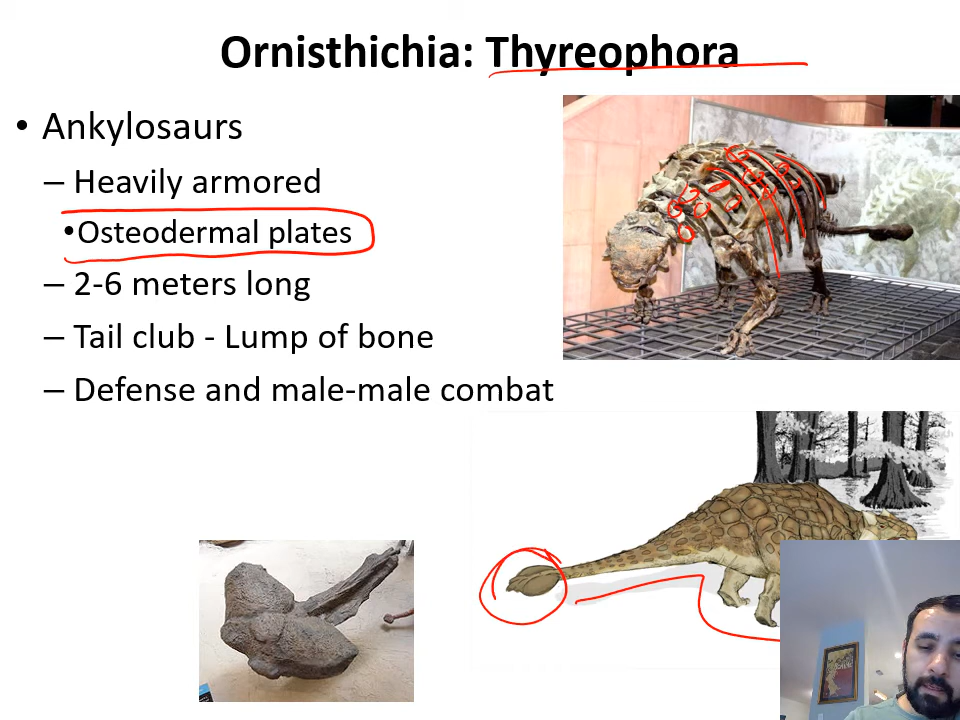 Ornisthichia: Thyreophora
• Ankylosaurs
– Heavily armored
•Osteodermal plates
– 2-6 meters long
– Tail club - Lump of bone
– Defense and male-male combat